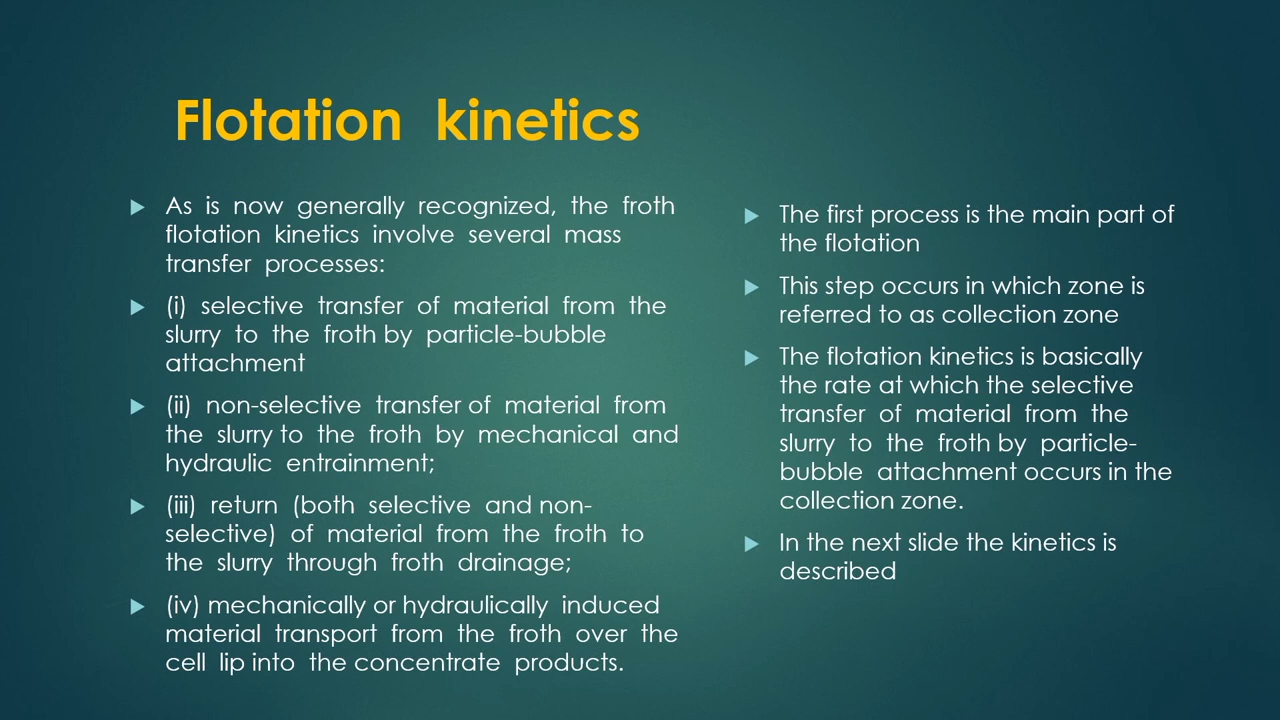 Flotation kinetics
As is now generally recognized, the froth
flotation kinetics involve several mass
transfer processes:
(i) selective transfer of material from the
slurry to the froth by particle-bubble
attachment
(ii) non-selective transfer of material from
the slurry to the froth by mechanical and
hydraulic entrainment;
(iii) return (both selective and non-
selective) of material from the froth to
the slurry through froth drainage;
(iv) mechanically or hydraulically induced
material transport from the froth over the
cell lip into the concentrate products.
The first process is the main part of
the flotation
This step occurs in which zone is
referred to as collection zone
The flotation kinetics is basically
the rate at which the selective
transfer of material from the
slurry to the froth by particle-
bubble attachment occurs in the
collection zone.
In the next slide the kinetics is
described